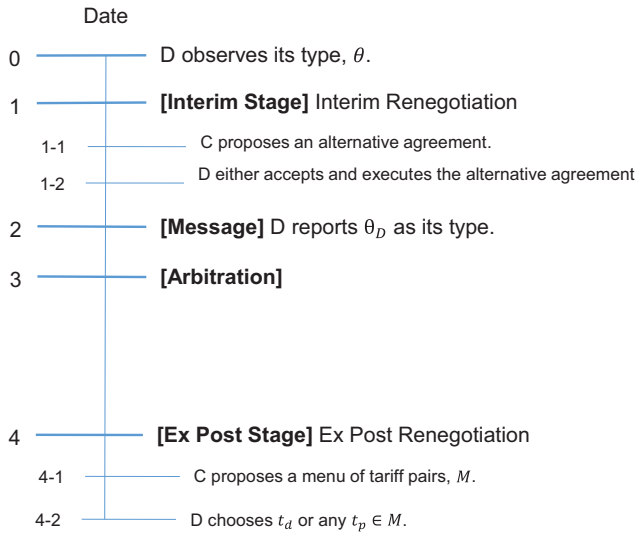 Date
0 D observes its type, θ.
1 [Interim Stage] Interim Renegotiation
1-1 C proposes an alternative agreement.
1-2 D either accepts and executes the alternative agreement
2 [Message] D reports θ_D as its type.
3 [Arbitration]
4 [Ex Post Stage] Ex Post Renegotiation
4-1 C proposes a menu of tariff pairs, M.
4-2 D chooses t_d or any t_p ∈ M.